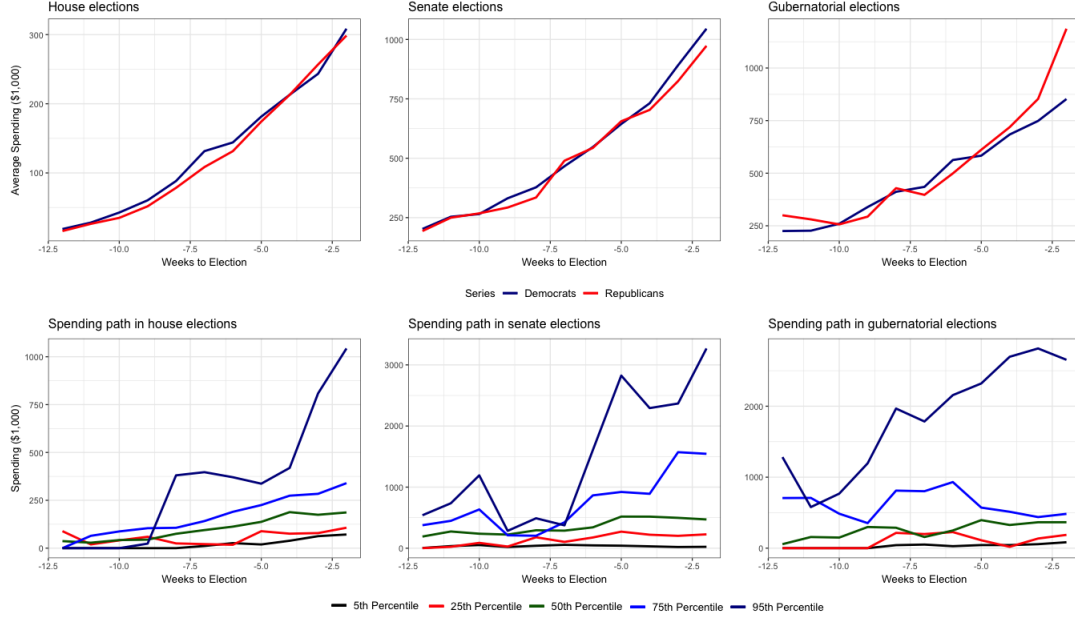 House elections
Senate elections
Gubernatorial elections
Average Spending ($1,000)
300
200
100
-12.5 -10.0 -7.5 -5.0 -2.5
Weeks to Election
1000
750
500
250
-12.5 -10.0 -7.5 -5.0 -2.5
Weeks to Election
1000
750
500
250
-12.5 -10.0 -7.5 -5.0 -2.5
Weeks to Election
Series Democrats Republicans
Spending path in house elections
Spending path in senate elections
Spending path in gubernatorial elections
Spending ($1,000)
1000
750
500
250
0
-12.5 -10.0 -7.5 -5.0 -2.5
Weeks to Election
3000
2000
1000
0
-12.5 -10.0 -7.5 -5.0 -2.5
Weeks to Election
2000
1000
0
-12.5 -10.0 -7.5 -5.0 -2.5
Weeks to Election
5th Percentile 25th Percentile 50th Percentile 75th Percentile 95th Percentile